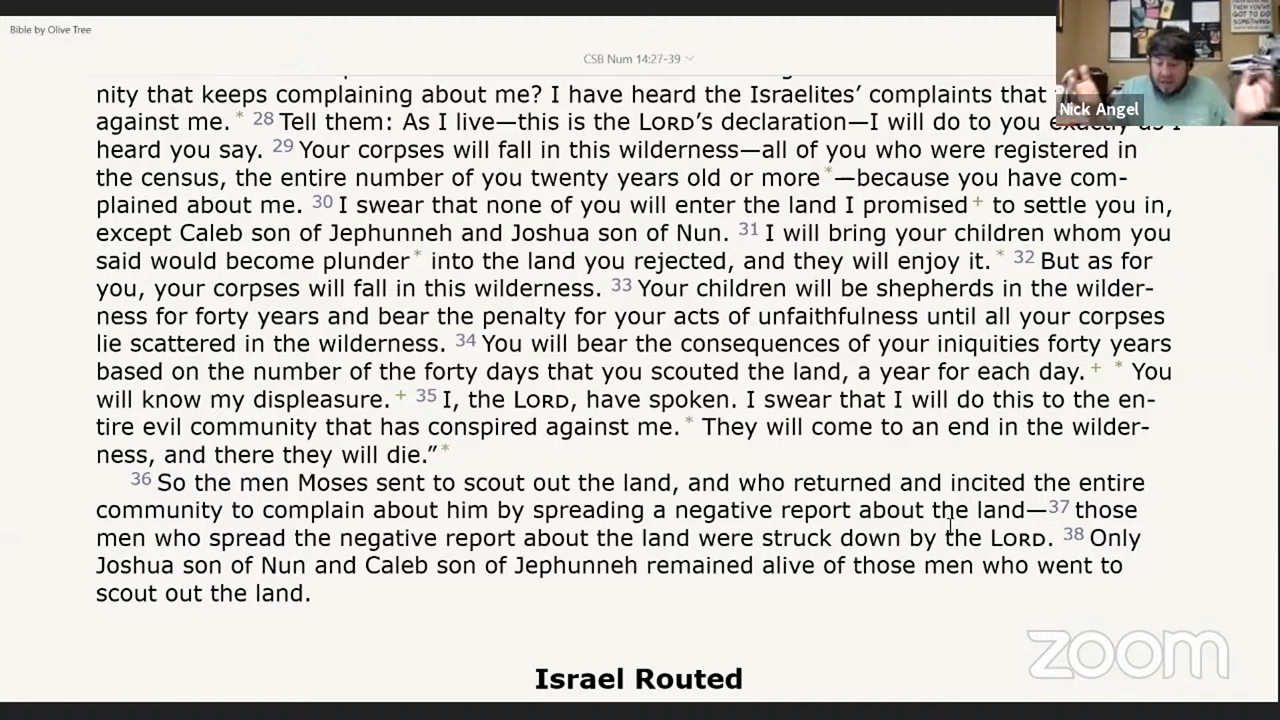 Bible by Olive Tree
CSB Num 14:27-39
nity that keeps complaining about me? I have heard the Israelites’ complaints that
against me.* 28 Tell them: As I live—this is the LORD’s declaration—I will do to you exactly as I
heard you say. 29 Your corpses will fall in this wilderness—all of you who were registered in
the census, the entire number of you twenty years old or more*—because you have com-
plained about me. 30 I swear that none of you will enter the land I promised+ to settle you in,
except Caleb son of Jephunneh and Joshua son of Nun. 31 I will bring your children whom you
said would become plunder* into the land you rejected, and they will enjoy it.* 32 But as for
you, your corpses will fall in this wilderness. 33 Your children will be shepherds in the wilder-
ness for forty years and bear the penalty for your acts of unfaithfulness until all your corpses
lie scattered in the wilderness. 34 You will bear the consequences of your iniquities forty years
based on the number of the forty days that you scouted the land, a year for each day.+ * You
will know my displeasure.+ 35 I, the LORD, have spoken. I swear that I will do this to the en-
tire evil community that has conspired against me.* They will come to an end in the wilder-
ness, and there they will die.”*
36 So the men Moses sent to scout out the land, and who returned and incited the entire
community to complain about him by spreading a negative report about the land—37 those
men who spread the negative report about the land were struck down by the LORD. 38 Only
Joshua son of Nun and Caleb son of Jephunneh remained alive of those men who went to
scout out the land.
Israel Routed
THEN YOU'VE
GOT TO DO
SOMETHING
Nick Angel
zoom